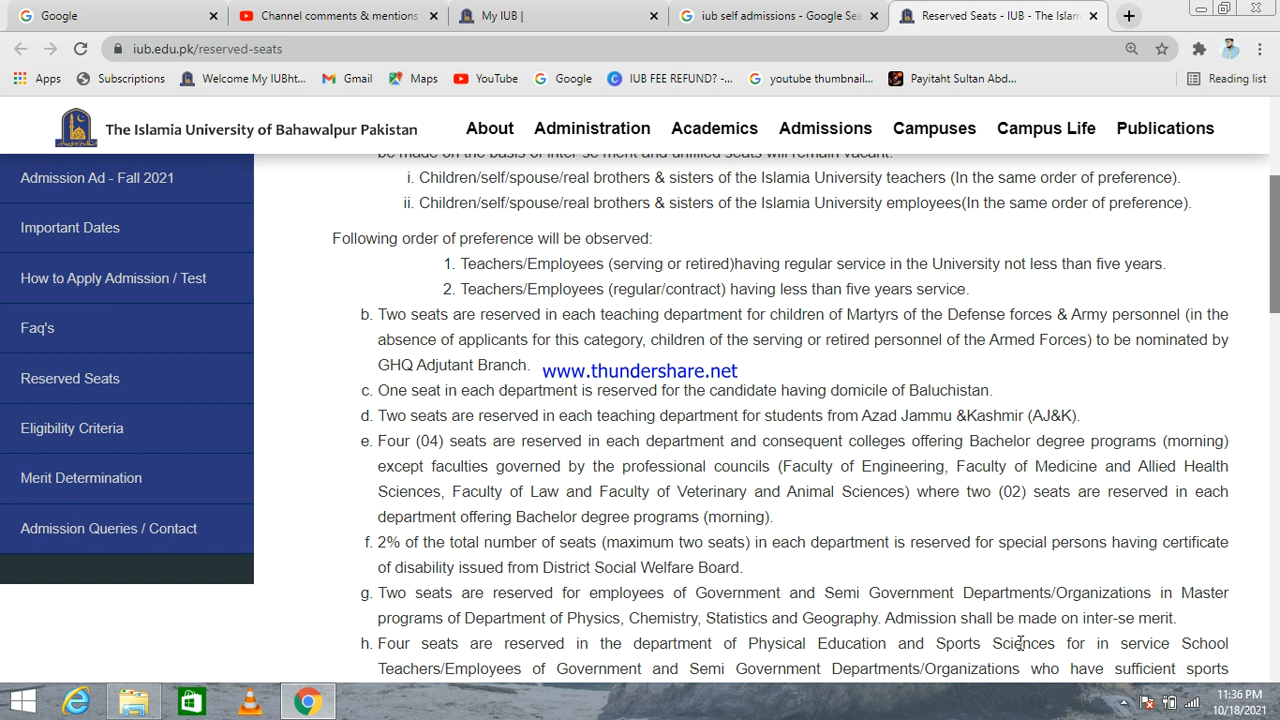 Google
Channel comments & mentions
My IUB |
iub self admissions - Google Sea
Reserved Seats - IUB - The Islam
iub.edu.pk/reserved-seats
Apps
Subscriptions
Welcome My IUBht...
Gmail
Maps
YouTube
Google
IUB FEE REFUND? -...
youtube thumbnail...
Payitaht Sultan Abd...
Reading list
The Islamia University of Bahawalpur Pakistan
About Administration Academics Admissions Campuses Campus Life Publications
Admission Ad - Fall 2021
Important Dates
How to Apply Admission / Test
Faq's
Reserved Seats
Eligibility Criteria
Merit Determination
Admission Queries / Contact
be made on the basis of inter-se merit and unfilled seats will remain vacant.
i. Children/self/spouse/real brothers & sisters of the Islamia University teachers (In the same order of preference).
ii. Children/self/spouse/real brothers & sisters of the Islamia University employees(In the same order of preference).
Following order of preference will be observed:
1. Teachers/Employees (serving or retired)having regular service in the University not less than five years.
2. Teachers/Employees (regular/contract) having less than five years service.
b. Two seats are reserved in each teaching department for children of Martyrs of the Defense forces & Army personnel (in the
absence of applicants for this category, children of the serving or retired personnel of the Armed Forces) to be nominated by
GHQ Adjutant Branch.
www.thundershare.net
c. One seat in each department is reserved for the candidate having domicile of Baluchistan.
d. Two seats are reserved in each teaching department for students from Azad Jammu &Kashmir (AJ&K).
e. Four (04) seats are reserved in each department and consequent colleges offering Bachelor degree programs (morning)
except faculties governed by the professional councils (Faculty of Engineering, Faculty of Medicine and Allied Health
Sciences, Faculty of Law and Faculty of Veterinary and Animal Sciences) where two (02) seats are reserved in each
department offering Bachelor degree programs (morning).
f. 2% of the total number of seats (maximum two seats) in each department is reserved for special persons having certificate
of disability issued from District Social Welfare Board.
g. Two seats are reserved for employees of Government and Semi Government Departments/Organizations in Master
programs of Department of Physics, Chemistry, Statistics and Geography. Admission shall be made on inter-se merit.
h. Four seats are reserved in the department of Physical Education and Sports Sciences for in service School
Teachers/Employees of Government and Semi Government Departments/Organizations who have sufficient sports
11:36 PM
10/18/2021